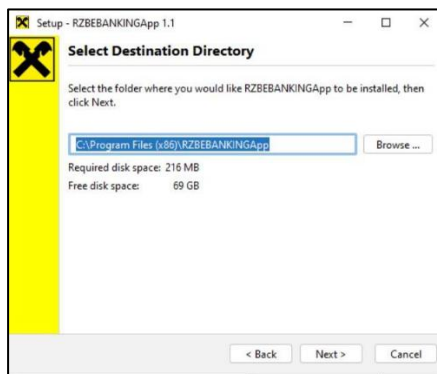 Setup - RZBEBANKINGApp 1.1
Select Destination Directory
Select the folder where you would like RZBEBANKINGApp to be installed, then
click Next.
C:\Program Files (x86)\RZBEBANKINGApp
Browse ...
Required disk space: 216 MB
Free disk space: 69 GB
< Back
Next >
Cancel